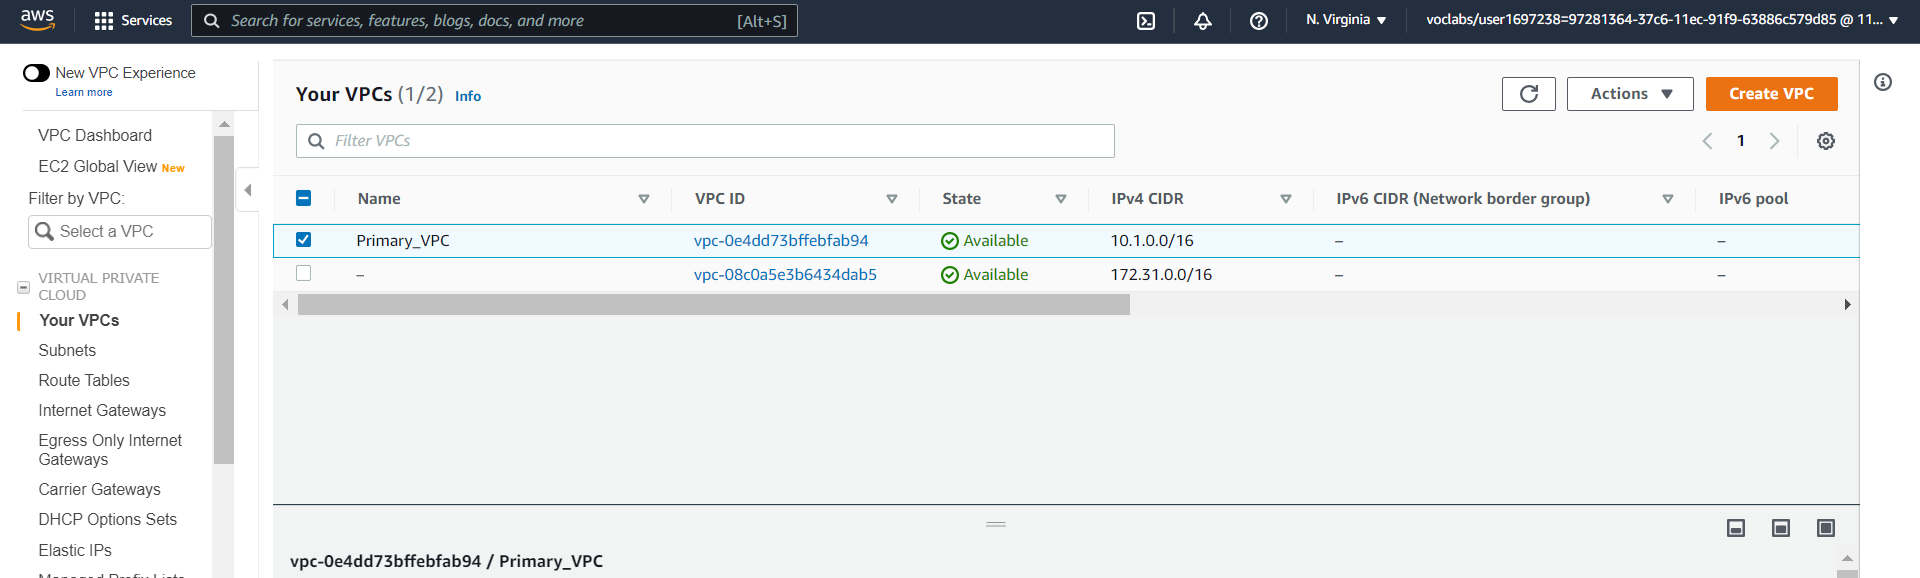 aws
Services
Search for services, features, blogs, docs, and more
[Alt+S]
N. Virginia
voclabs/user1697238=97281364-37c6-11ec-91f9-63886c579d85 @ 11...
New VPC Experience
Learn more
VPC Dashboard
EC2 Global View New
Filter by VPC:
Select a VPC
VIRTUAL PRIVATE
CLOUD
Your VPCs
Subnets
Route Tables
Internet Gateways
Egress Only Internet
Gateways
Carrier Gateways
DHCP Options Sets
Elastic IPs
Managed Prefix Lists
Your VPCs (1/2) Info
Actions
Create VPC
Filter VPCs
1
Name VPC ID State IPv4 CIDR IPv6 CIDR (Network border group) IPv6 pool
Primary_VPC vpc-0e4dd73bffebfab94 Available 10.1.0.0/16 – –
– vpc-08c0a5e3b6434dab5 Available 172.31.0.0/16 – –
vpc-0e4dd73bffebfab94 / Primary_VPC